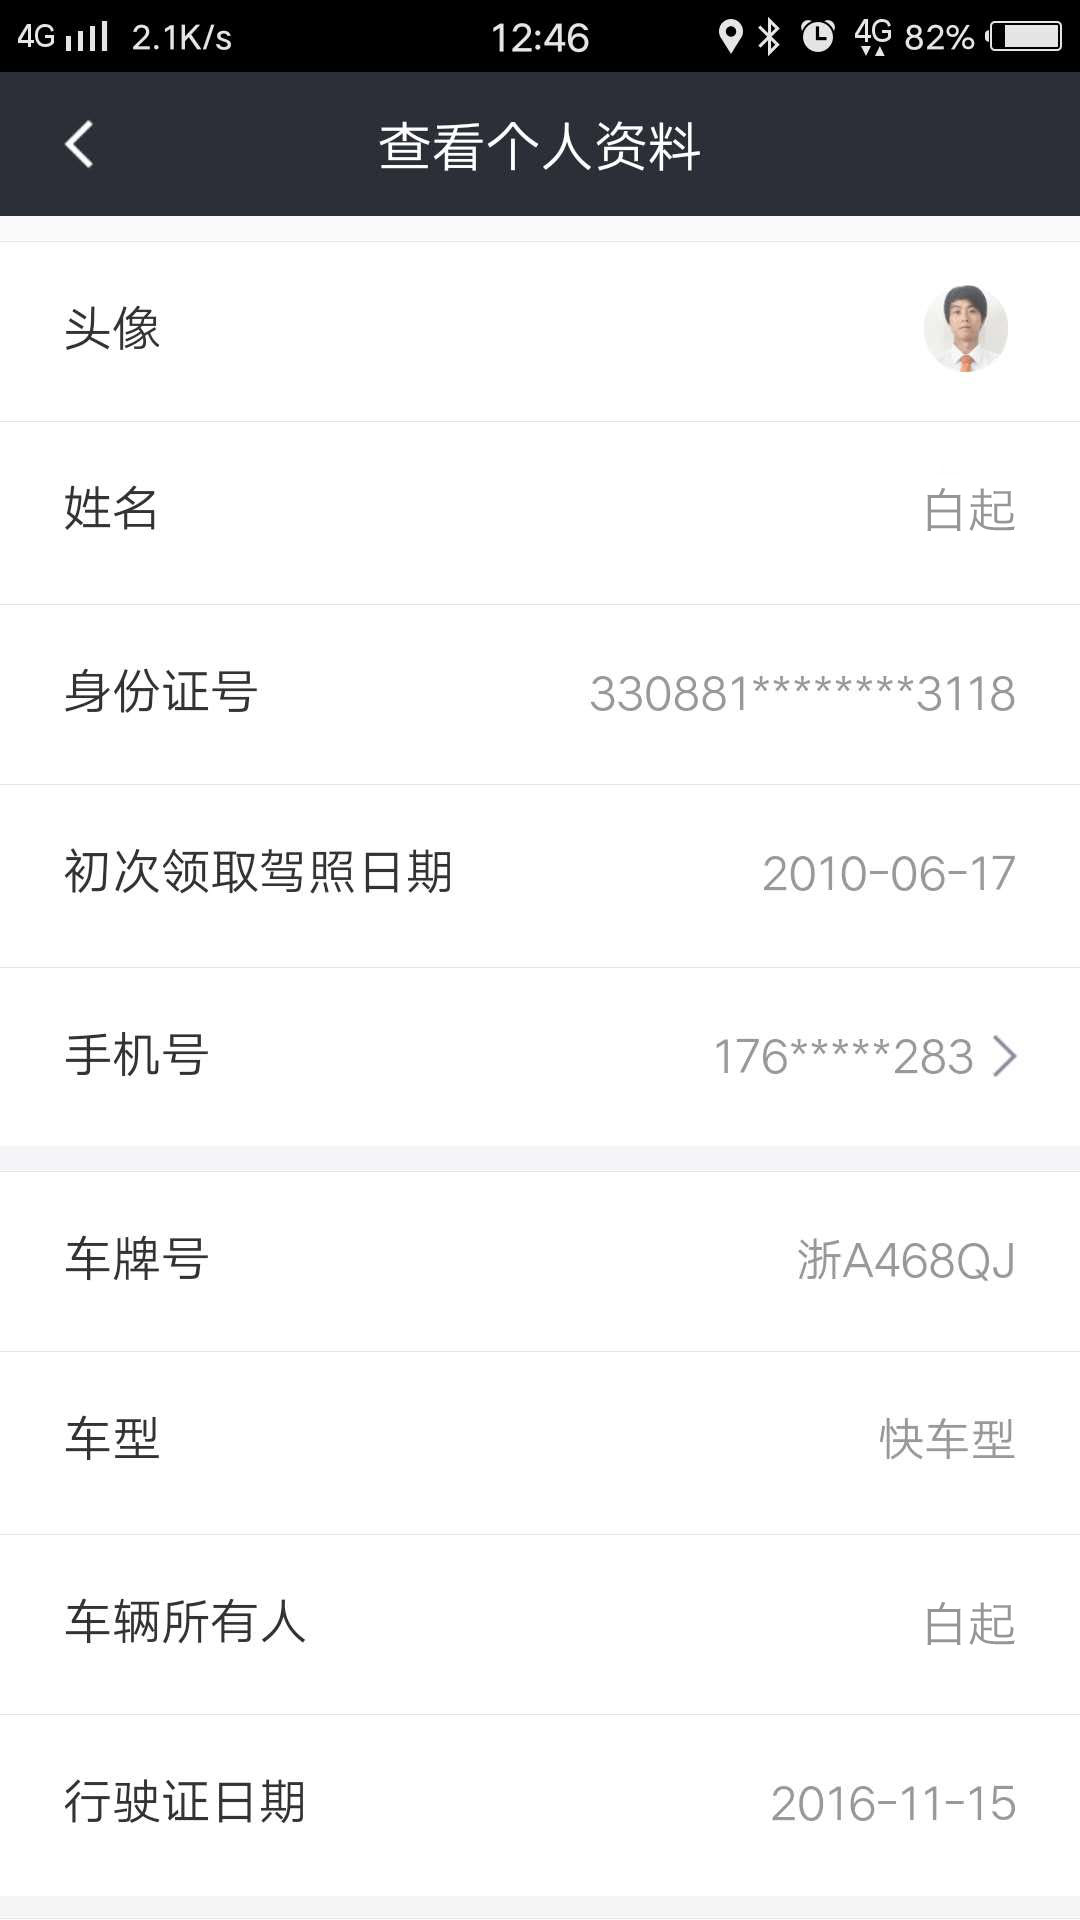 4G 2.1K/s 12:46 4G 82%
查看个人资料
头像
姓名 白起
身份证号 330881********3118
初次领取驾照日期 2010-06-17
手机号 176*****283
车牌号 浙A468QJ
车型 快车型
车辆所有人 白起
行驶证日期 2016-11-15